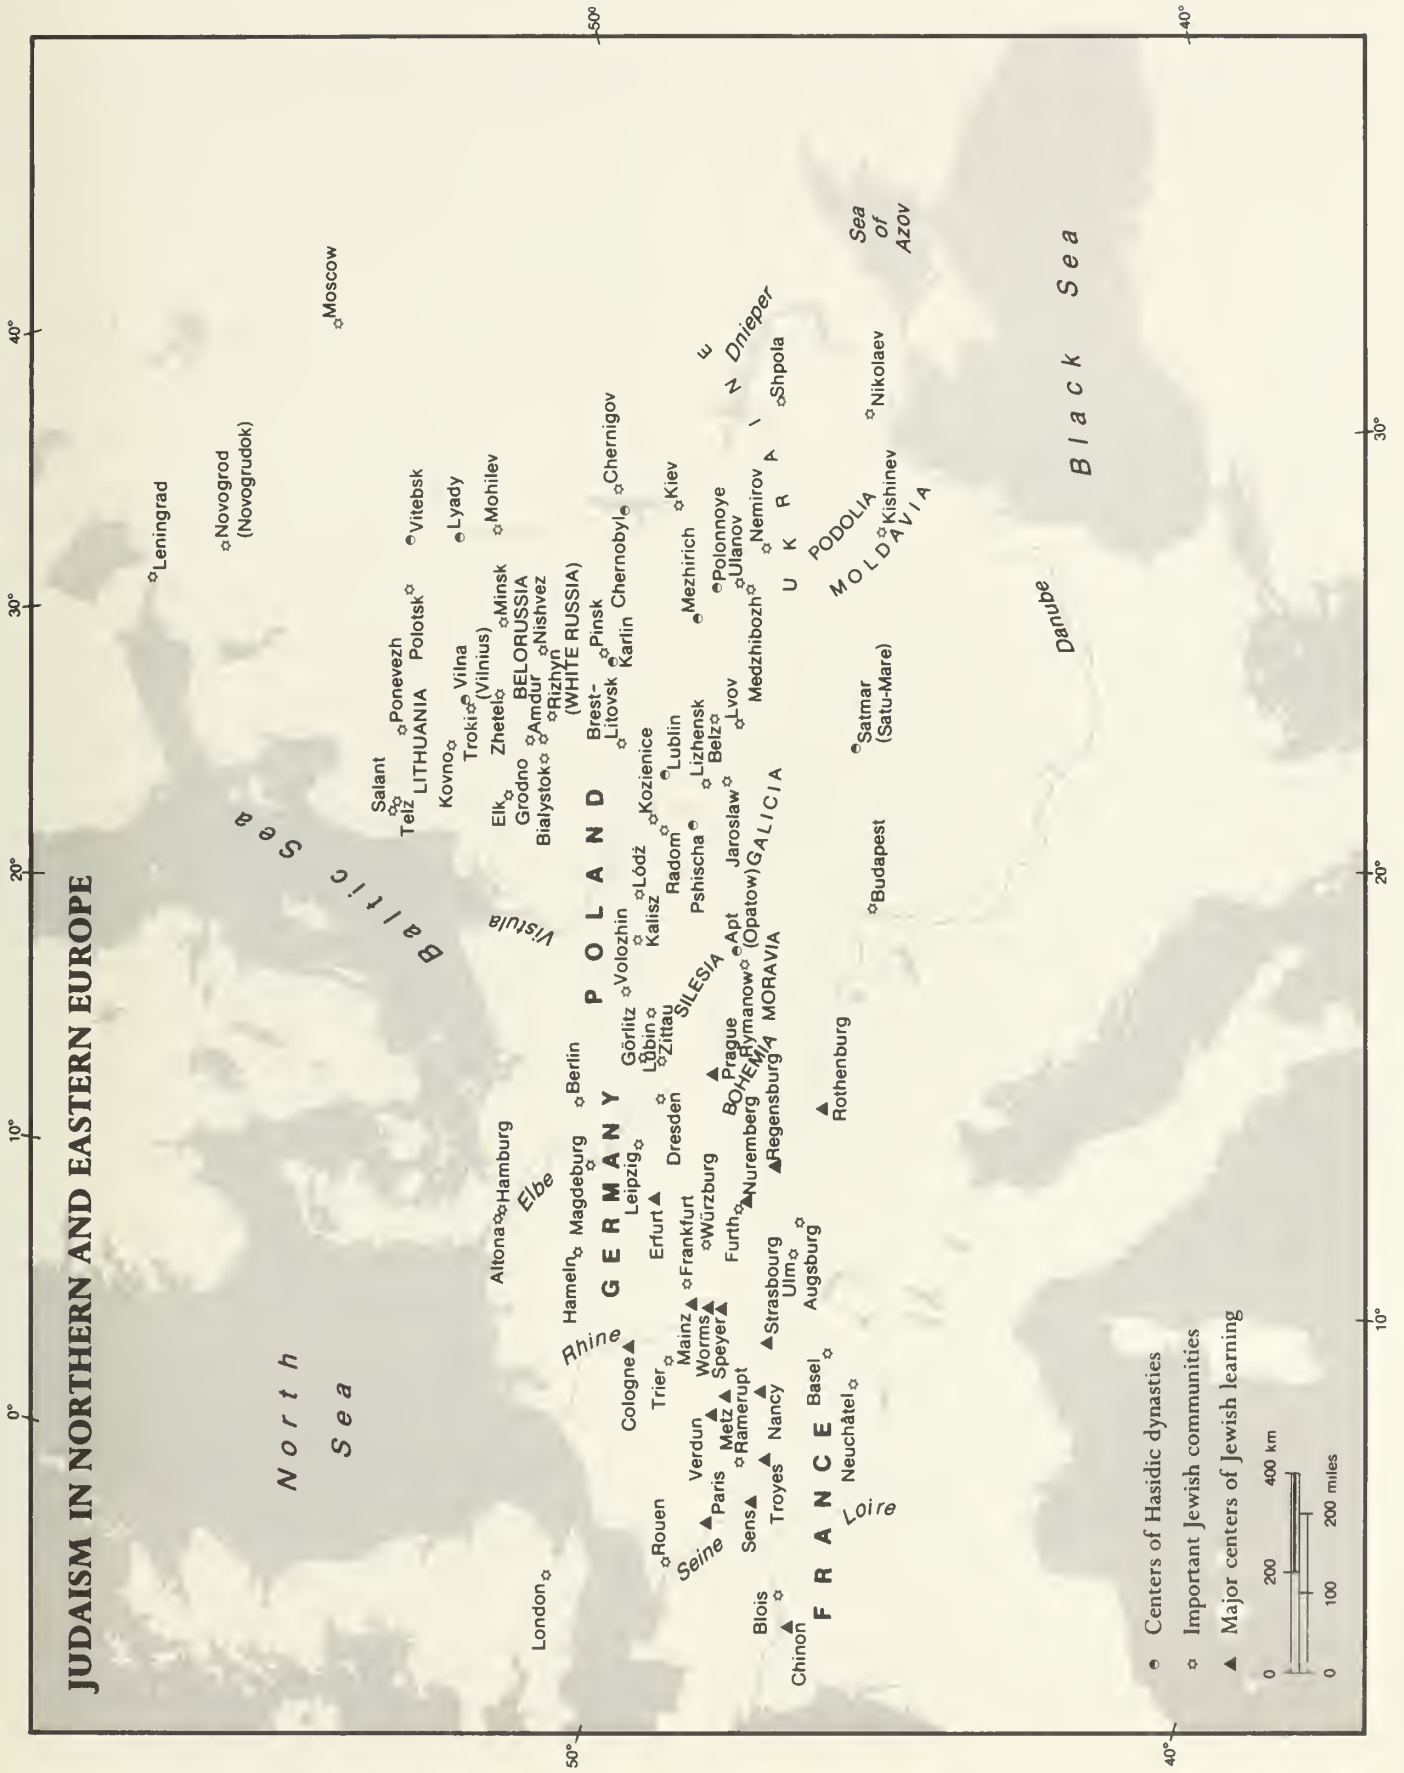 JUDAISM IN NORTHERN AND EASTERN EUROPE
0°
10°
20°
30°
40°
50°
40°
50°
40°
10°
20°
30°
North
Sea
Baltic Sea
Black Sea
Sea
of
Azov
Leningrad
Novogrod
(Novogrudok)
Moscow
Vitebsk
Lyady
Mohilev
Polotsk
Ponevezh
Salant
Telz
LITHUANIA
Kovno
Vilna
(Vilnius)
Troki
Zhetel
Minsk
BELORUSSIA
Nishvez
Amdur
Rizhyn
(WHITE RUSSIA)
Elk
Grodno
Białystok
Pinsk
Karlin
Brest-
Litovsk
Chernobyl
Chernigov
Kiev
Mezhirich
Polonnoye
Ulanov
Nemirov
Medzhibozh
UKRAINE
Dnieper
Shpola
Nikolaev
Kishinev
PODOLIA
MOLDAVIA
Danube
Satmar
(Satu-Mare)
Budapest
Kozienice
Lublin
Lizhensk
Belz
Lvov
Radom
Pshischa
Jaroslaw
GALICIA
Łódź
Kalisz
Volozhin
POLAND
Vistula
Apt
(Opatow)
Rymanow
SILESIA
MORAVIA
BOHEMIA
Prague
Görlitz
Lubin
Zittau
Berlin
Dresden
Leipzig
Magdeburg
GERMANY
Hamburg
Altona
Elbe
Hameln
Erfurt
Frankfurt
Würzburg
Furth
Nuremberg
Regensburg
Rothenburg
Strasbourg
Ulm
Augsburg
Rhine
Cologne
Trier
Mainz
Worms
Speyer
Verdun
Metz
Ramerupt
Nancy
Basel
Neuchâtel
FRANCE
Paris
Sens
Troyes
Seine
Rouen
Loire
Blois
Chinon
London
Centers of Hasidic dynasties
Important Jewish communities
Major centers of Jewish learning
0 200 400 km
0 100 200 miles